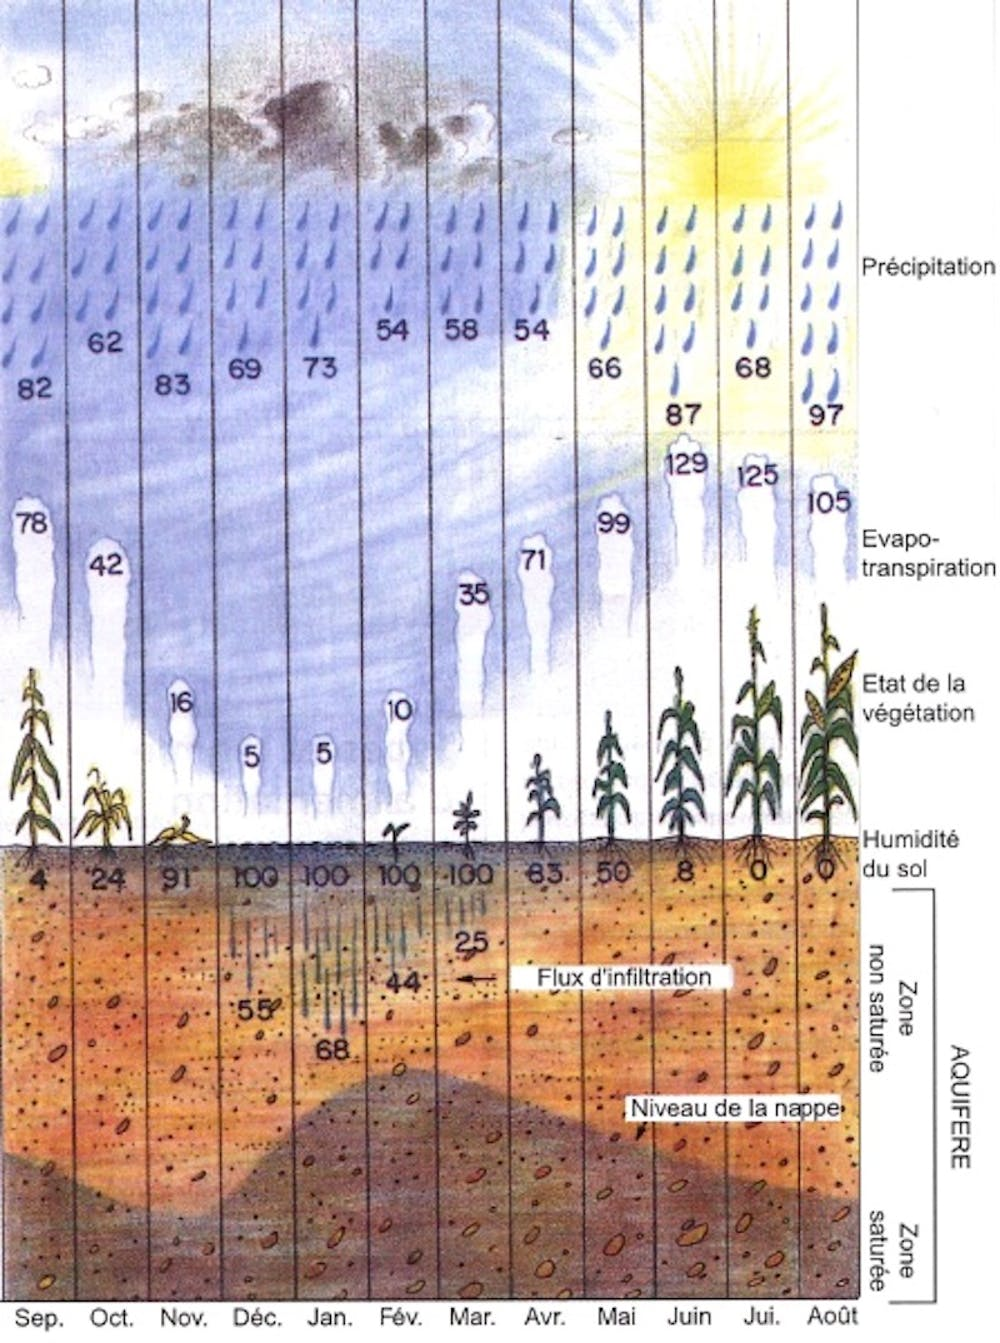 62
54
58
54
82
83
69
73
66
87
68
97
Précipitation
78
42
16
5
5
10
35
71
99
129
125
105
Evapo-
transpiration
Etat de la
végétation
Humidité
du sol
4 24 91 100 100 100 100 83 50 8 0 0
55
68
44
25
Flux d'infiltration
Niveau de la nappe
Zone
non saturée
Zone
saturée
AQUIFERE
Sep. Oct. Nov. Déc. Jan. Fév. Mar. Avr. Mai Juin Jui. Août